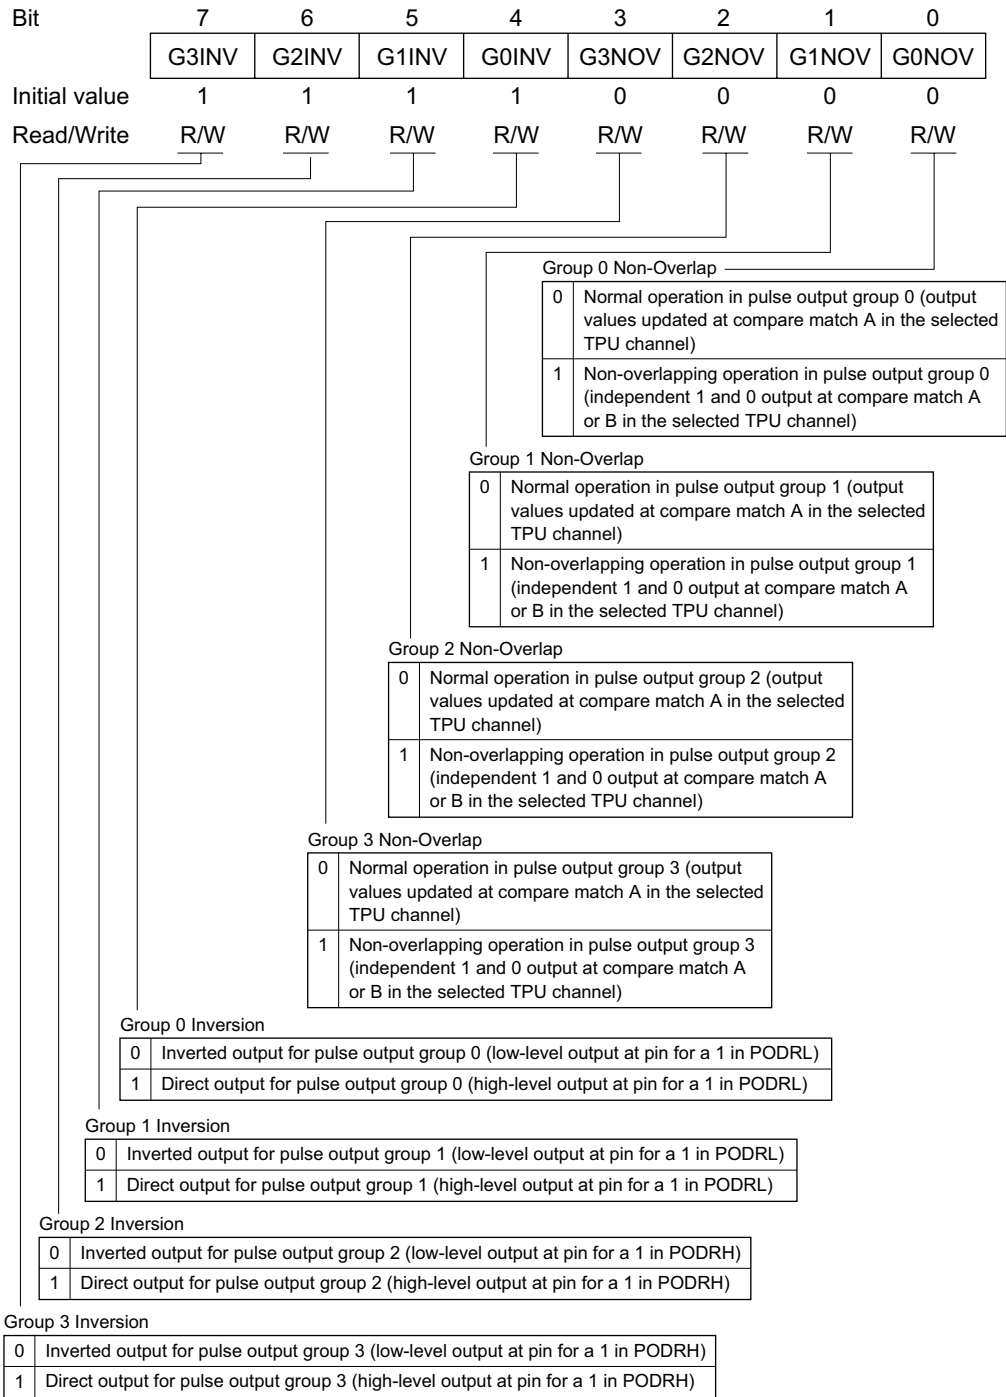 Bit 7 6 5 4 3 2 1 0
G3INV G2INV G1INV G0INV G3NOV G2NOV G1NOV G0NOV
Initial value 1 1 1 1 0 0 0 0
Read/Write R/W R/W R/W R/W R/W R/W R/W R/W
Group 0 Non-Overlap
0 Normal operation in pulse output group 0 (output
values updated at compare match A in the selected
TPU channel)
1 Non-overlapping operation in pulse output group 0
(independent 1 and 0 output at compare match A
or B in the selected TPU channel)
Group 1 Non-Overlap
0 Normal operation in pulse output group 1 (output
values updated at compare match A in the selected
TPU channel)
1 Non-overlapping operation in pulse output group 1
(independent 1 and 0 output at compare match A
or B in the selected TPU channel)
Group 2 Non-Overlap
0 Normal operation in pulse output group 2 (output
values updated at compare match A in the selected
TPU channel)
1 Non-overlapping operation in pulse output group 2
(independent 1 and 0 output at compare match A
or B in the selected TPU channel)
Group 3 Non-Overlap
0 Normal operation in pulse output group 3 (output
values updated at compare match A in the selected
TPU channel)
1 Non-overlapping operation in pulse output group 3
(independent 1 and 0 output at compare match A
or B in the selected TPU channel)
Group 0 Inversion
0 Inverted output for pulse output group 0 (low-level output at pin for a 1 in PODRL)
1 Direct output for pulse output group 0 (high-level output at pin for a 1 in PODRL)
Group 1 Inversion
0 Inverted output for pulse output group 1 (low-level output at pin for a 1 in PODRL)
1 Direct output for pulse output group 1 (high-level output at pin for a 1 in PODRL)
Group 2 Inversion
0 Inverted output for pulse output group 2 (low-level output at pin for a 1 in PODRH)
1 Direct output for pulse output group 2 (high-level output at pin for a 1 in PODRH)
Group 3 Inversion
0 Inverted output for pulse output group 3 (low-level output at pin for a 1 in PODRH)
1 Direct output for pulse output group 3 (high-level output at pin for a 1 in PODRH)